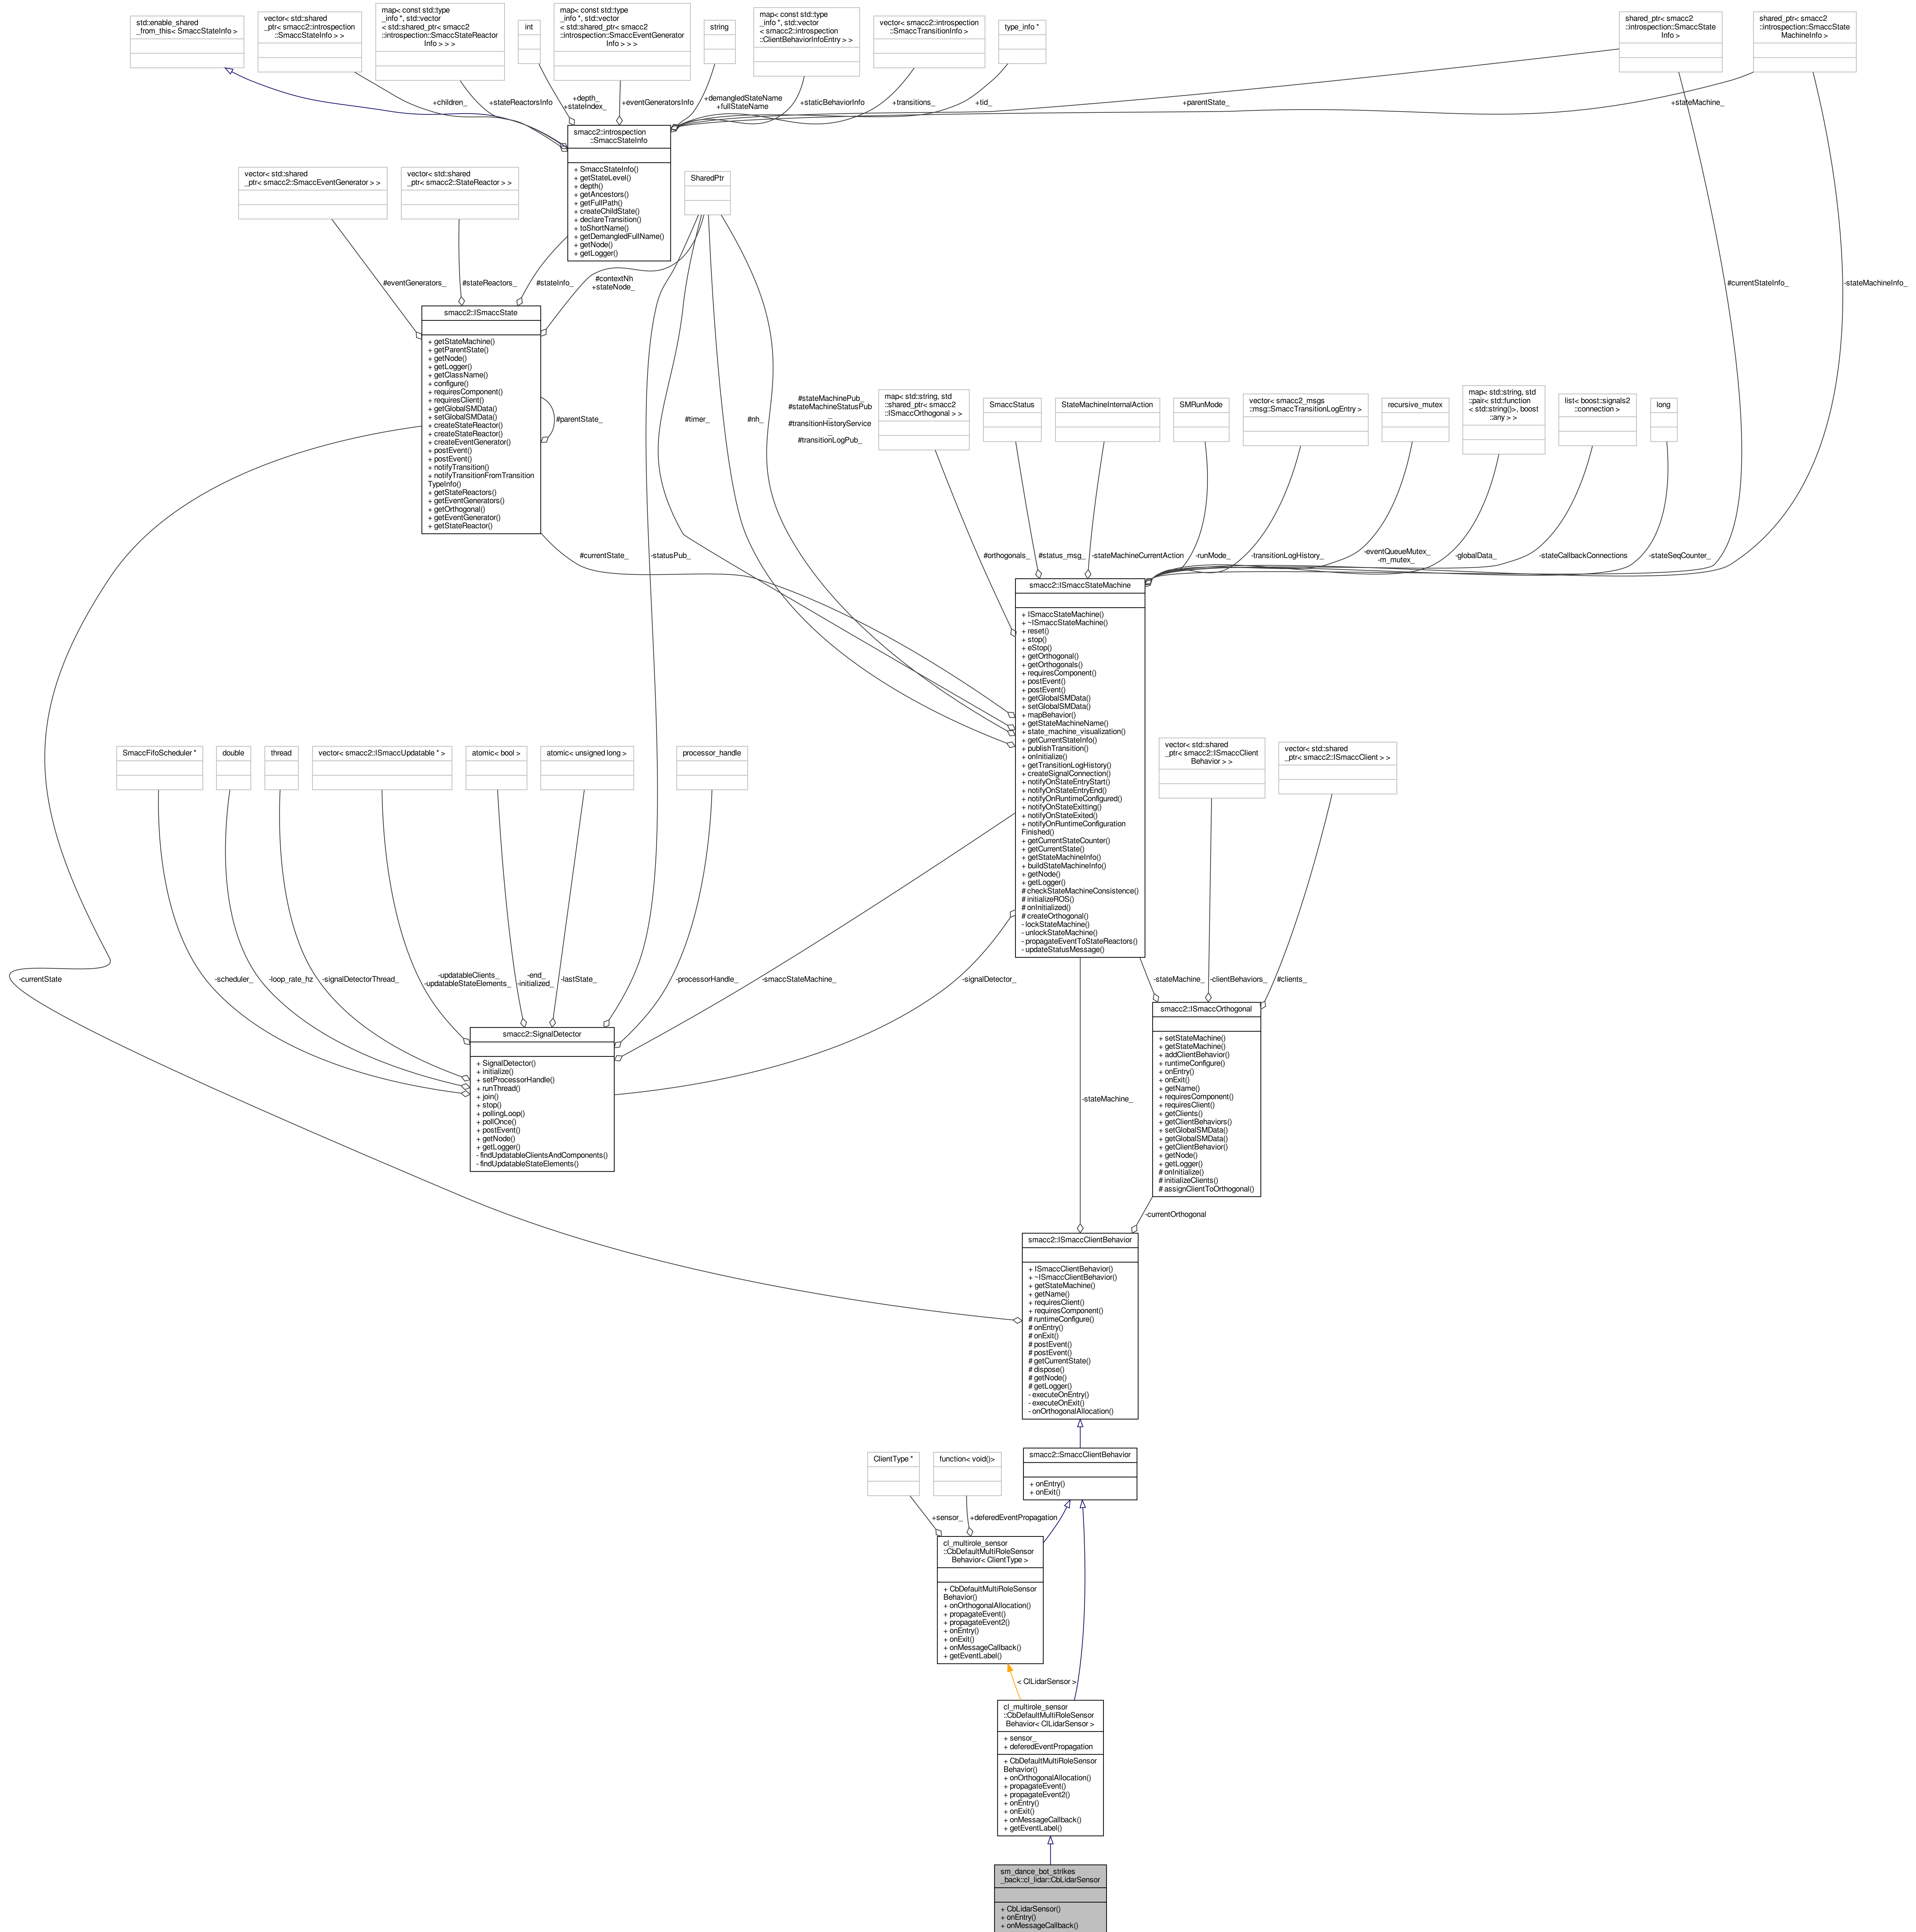 std::enable_shared
_from_this< SmaccStateInfo >
vector< std::shared
_ptr< smacc2::introspection
::SmaccStateInfo > >
map< const std::type
_info *, std::vector
< std::shared_ptr< smacc2
::introspection::SmaccStateReactor
Info > > >
int
map< const std::type
_info *, std::vector
< std::shared_ptr< smacc2
::introspection::SmaccEventGenerator
Info > > >
string
map< const std::type
_info *, std::vector
< smacc2::introspection
::ClientBehaviorInfoEntry > >
vector< smacc2::introspection
::SmaccTransitionInfo >
type_info *
shared_ptr< smacc2
::introspection::SmaccState
Info >
shared_ptr< smacc2
::introspection::SmaccState
MachineInfo >
+children_
+stateReactorsInfo
+depth_
+stateIndex_
+eventGeneratorsInfo
+demangledStateName
+fullStateName
+staticBehaviorInfo
+transitions_
+tid_
+parentState_
+stateMachine_
smacc2::introspection
::SmaccStateInfo
+ SmaccStateInfo()
+ getStateLevel()
+ depth()
+ getAncestors()
+ getFullPath()
+ createChildState()
+ declareTransition()
+ toShortName()
+ getDemangledFullName()
+ getNode()
+ getLogger()
vector< std::shared
_ptr< smacc2::SmaccEventGenerator > >
vector< std::shared
_ptr< smacc2::StateReactor > >
SharedPtr
#eventGenerators_
#stateReactors_
#stateInfo_
#contextNh
+stateNode_
#currentStateInfo_
-stateMachineInfo_
smacc2::ISmaccState
+ getStateMachine()
+ getParentState()
+ getNode()
+ getLogger()
+ getClassName()
+ configure()
+ requiresComponent()
+ requiresClient()
+ getGlobalSMData()
+ setGlobalSMData()
+ createStateReactor()
+ createStateReactor()
+ createEventGenerator()
+ postEvent()
+ postEvent()
+ notifyTransition()
+ notifyTransitionFromTransition
TypeInfo()
+ getStateReactors()
+ getEventGenerators()
+ getOrthogonal()
+ getEventGenerator()
+ getStateReactor()
#parentState_
#timer_
#nh_
#stateMachinePub_
#stateMachineStatusPub
_
#transitionHistoryService
_
#transitionLogPub_
map< std::string, std
::shared_ptr< smacc2
::ISmaccOrthogonal > >
SmaccStatus
StateMachineInternalAction
SMRunMode
vector< smacc2_msgs
::msg::SmaccTransitionLogEntry >
recursive_mutex
map< std::string, std
::pair< std::function
< std::string()>, boost
::any > >
list< boost::signals2
::connection >
long
#currentState_
-statusPub_
#orthogonals_
#status_msg_
-stateMachineCurrentAction
-runMode_
-transitionLogHistory_
-eventQueueMutex_
-m_mutex_
-globalData_
-stateCallbackConnections
-stateSeqCounter_
smacc2::ISmaccStateMachine
+ ISmaccStateMachine()
+ ~ISmaccStateMachine()
+ reset()
+ stop()
+ eStop()
+ getOrthogonal()
+ getOrthogonals()
+ requiresComponent()
+ postEvent()
+ postEvent()
+ getGlobalSMData()
+ setGlobalSMData()
+ mapBehavior()
+ getStateMachineName()
+ state_machine_visualization()
+ getCurrentStateInfo()
+ publishTransition()
+ onInitialize()
+ getTransitionLogHistory()
+ createSignalConnection()
+ notifyOnStateEntryStart()
+ notifyOnStateEntryEnd()
+ notifyOnRuntimeConfigured()
+ notifyOnStateExitting()
+ notifyOnStateExited()
+ notifyOnRuntimeConfiguration
Finished()
+ getCurrentStateCounter()
+ getCurrentState()
+ getStateMachineInfo()
+ buildStateMachineInfo()
+ getNode()
+ getLogger()
# checkStateMachineConsistence()
# initializeROS()
# onInitialized()
# createOrthogonal()
- lockStateMachine()
- unlockStateMachine()
- propagateEventToStateReactors()
- updateStatusMessage()
SmaccFifoScheduler *
double
thread
vector< smacc2::ISmaccUpdatable * >
atomic< bool >
atomic< unsigned long >
processor_handle
vector< std::shared
_ptr< smacc2::ISmaccClient
Behavior > >
vector< std::shared
_ptr< smacc2::ISmaccClient > >
-currentState
-scheduler_
-loop_rate_hz
-signalDetectorThread_
-updatableClients_
-updatableStateElements_
-end_
-initialized_
-lastState_
-processorHandle_
-smaccStateMachine_
-signalDetector_
-stateMachine_
-clientBehaviors_
#clients_
smacc2::SignalDetector
+ SignalDetector()
+ initialize()
+ setProcessorHandle()
+ runThread()
+ join()
+ stop()
+ pollingLoop()
+ pollOnce()
+ postEvent()
+ getNode()
+ getLogger()
- findUpdatableClientsAndComponents()
- findUpdatableStateElements()
smacc2::ISmaccOrthogonal
+ setStateMachine()
+ getStateMachine()
+ addClientBehavior()
+ runtimeConfigure()
+ onEntry()
+ onExit()
+ getName()
+ requiresComponent()
+ requiresClient()
+ getClients()
+ getClientBehaviors()
+ setGlobalSMData()
+ getGlobalSMData()
+ getClientBehavior()
+ getNode()
+ getLogger()
# onInitialize()
# initializeClients()
# assignClientToOrthogonal()
-stateMachine_
-currentOrthogonal
smacc2::ISmaccClientBehavior
+ ISmaccClientBehavior()
+ ~ISmaccClientBehavior()
+ getStateMachine()
+ getName()
+ requiresClient()
+ requiresComponent()
# runtimeConfigure()
# onEntry()
# onExit()
# postEvent()
# postEvent()
# getCurrentState()
# dispose()
# getNode()
# getLogger()
- executeOnEntry()
- executeOnExit()
- onOrthogonalAllocation()
ClientType *
function< void()>
smacc2::SmaccClientBehavior
+ onEntry()
+ onExit()
+sensor_
+deferedEventPropagation
cl_multirole_sensor
::CbDefaultMultiRoleSensor
Behavior< ClientType >
+ CbDefaultMultiRoleSensor
Behavior()
+ onOrthogonalAllocation()
+ propagateEvent()
+ propagateEvent2()
+ onEntry()
+ onExit()
+ onMessageCallback()
+ getEventLabel()
< ClLidarSensor >
cl_multirole_sensor
::CbDefaultMultiRoleSensor
Behavior< ClLidarSensor >
+ sensor_
+ deferedEventPropagation
+ CbDefaultMultiRoleSensor
Behavior()
+ onOrthogonalAllocation()
+ propagateEvent()
+ propagateEvent2()
+ onEntry()
+ onExit()
+ onMessageCallback()
+ getEventLabel()
sm_dance_bot_strikes
_back::cl_lidar::CbLidarSensor
+ CbLidarSensor()
+ onEntry()
+ onMessageCallback()